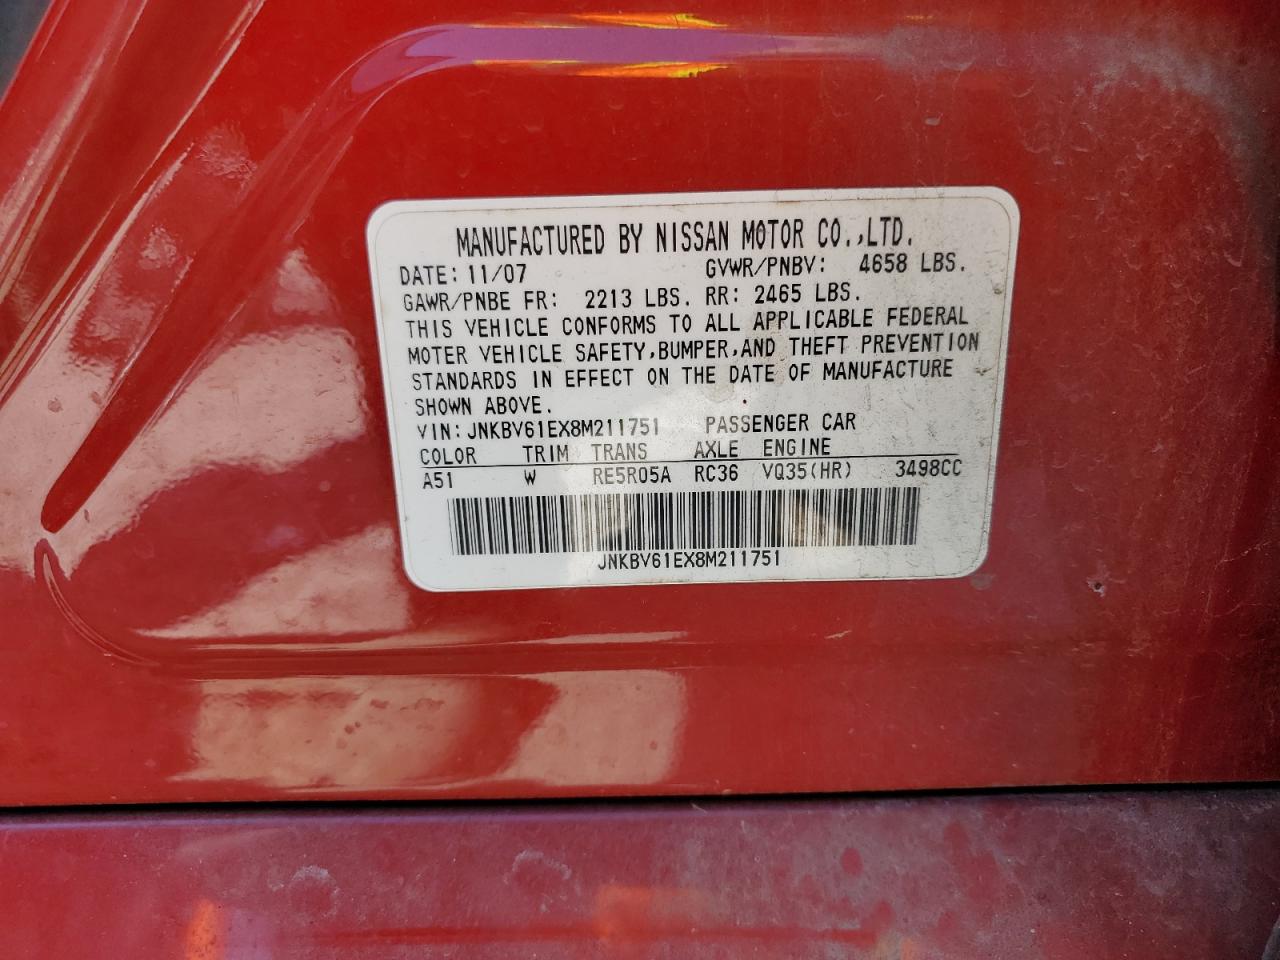 MANUFACTURED BY NISSAN MOTOR CO.,LTD.
DATE: 11/07 GVWR/PNBV: 4658 LBS.
GAWR/PNBE FR: 2213 LBS. RR: 2465 LBS.
THIS VEHICLE CONFORMS TO ALL APPLICABLE FEDERAL
MOTER VEHICLE SAFETY,BUMPER,AND THEFT PREVENTION
STANDARDS IN EFFECT ON THE DATE OF MANUFACTURE
SHOWN ABOVE.
VIN: JNKBV61EX8M211751 PASSENGER CAR
COLOR TRIM TRANS AXLE ENGINE
A51 W RE5R05A RC36 VQ35(HR) 3498CC
JNKBV61EX8M211751